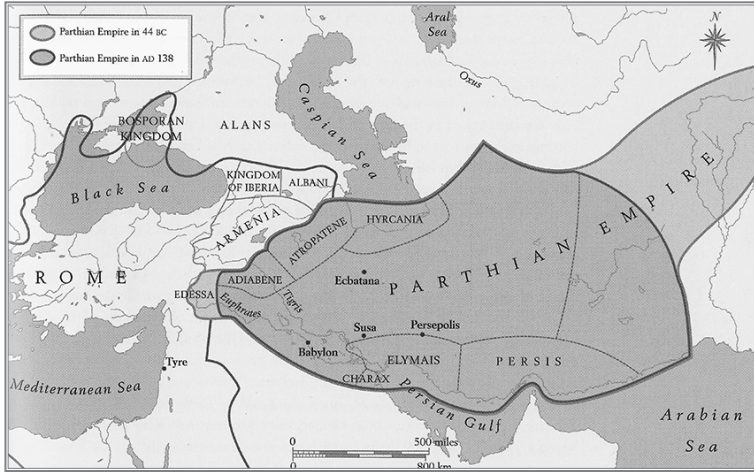 Parthian Empire in 44 BC
Parthian Empire in AD 138
Aral
Sea
N
Oxus
Caspian Sea
BOSPORAN
KINGDOM
ALANS
Black Sea
KINGDOM
OF IBERIA
ALBANI
ARMENIA
ATROPATENE
HYRCANIA
PARTHIAN EMPIRE
ROME
EDESSA
ADIABENE
Ecbatana
Euphrates
Tigris
Susa
Persepolis
Babylon
Tyre
ELYMAIS
PERSIS
CHARAX
Mediterranean Sea
Persian Gulf
Arabian
Sea
0 500 miles
0 800 km